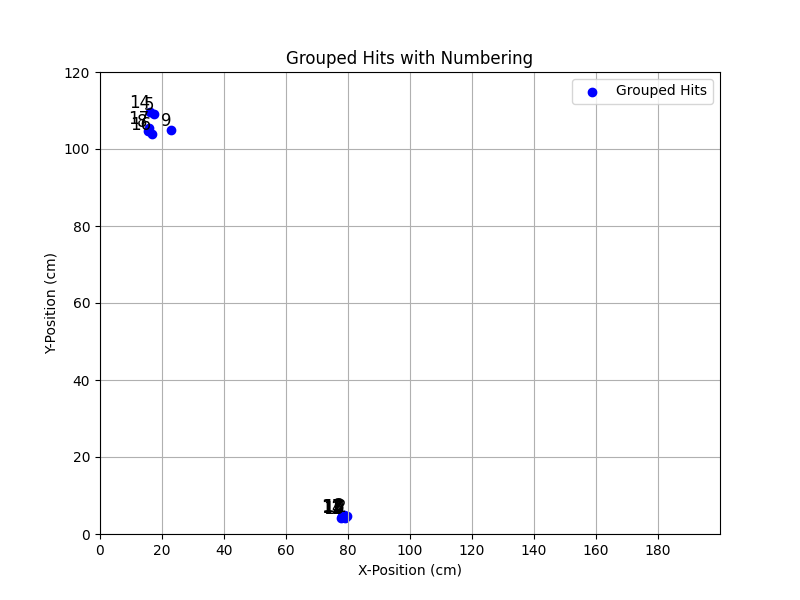 Grouped Hits with Numbering
120
Grouped Hits
14
5
9
100
80
60
40
20
0
Y-Position (cm)
0 20 40 60 80 100 120 140 160 180
X-Position (cm)